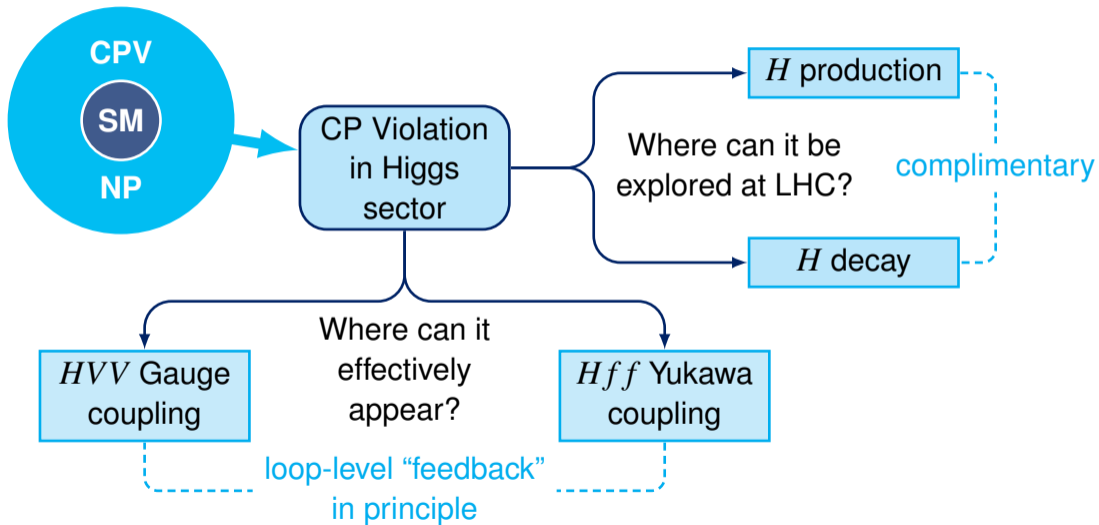 CPV
SM
NP
CP Violation
in Higgs
sector
H production
Where can it be
explored at LHC?
complimentary
H decay
Where can it
effectively
appear?
HVV Gauge
coupling
Hff Yukawa
coupling
loop-level “feedback”
in principle